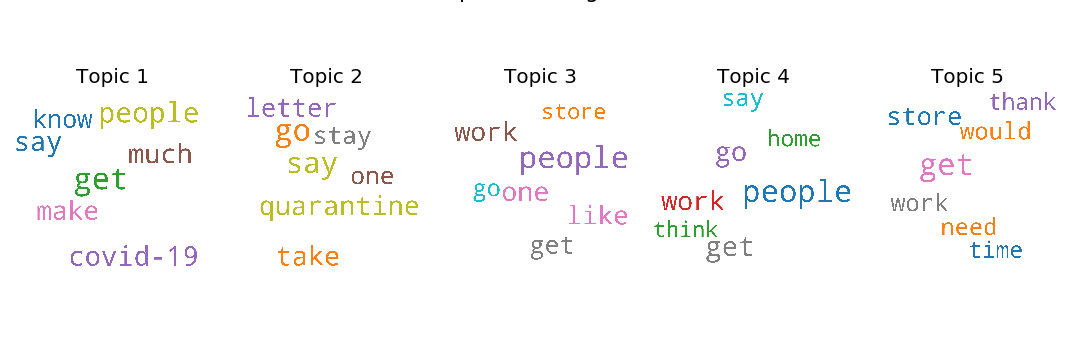 Topic 1
know people
say
much
get
make
covid-19
Topic 2
letter
go stay
say
one
quarantine
take
Topic 3
store
work
people
go one
like
get
Topic 4
say
home
go
people
work
think
get
Topic 5
thank
store
would
get
work
need
time